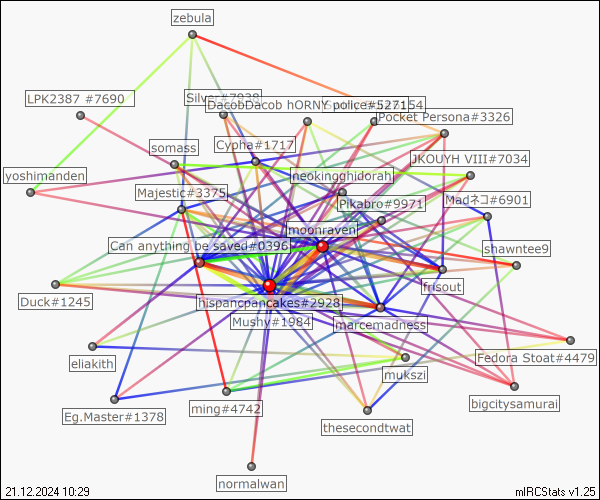 zebula
LPK2387 #7690
Silver#7939
DacobDacob hORNY police#5271
154
Pocket Persona#3326
somass
Cypha#1717
JKOUYH VIII#7034
yoshimanden
neokingghidorah
Majestic#3375
Pikabro#9971
Madネコ#6901
moonraven
Can anything be saved#0396
shawntee9
frisout
Duck#1245
hispancpancakes#2928
Mushy#1984
marcemadness
Fedora Stoat#4479
eliakith
mukszi
bigcitysamurai
Eg.Master#1378
ming#4742
thesecondtwat
normalwan
21.12.2024 10:29
mIRCStats v1.25